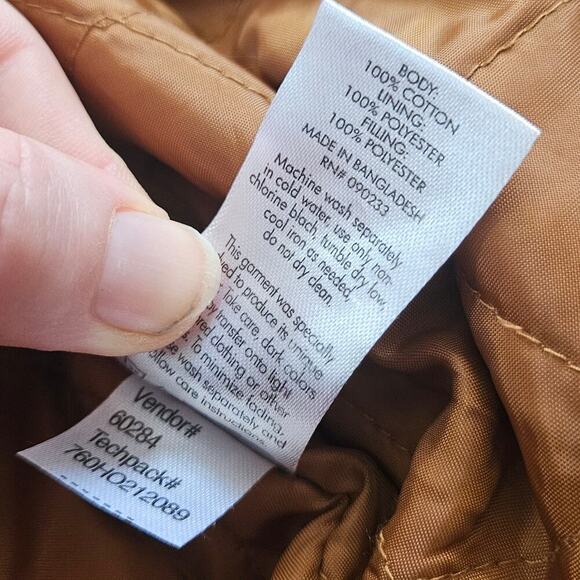 BODY:
100% COTTON
LINING:
100% POLYESTER
FILLING:
100% POLYESTER
MADE IN BANGLADESH
RN# 090233
Machine wash separately
in cold water, use only non-
chlorine blach, tumble dry low,
cool iron as needed,
do not dry clean
This garment was specially
to produce its unique
Take care, dark colors
transfer onto light
clothing or other
to minimize fading,
wash separately and
care instructions
Vendor#
60284
Techpack#
760HO212089